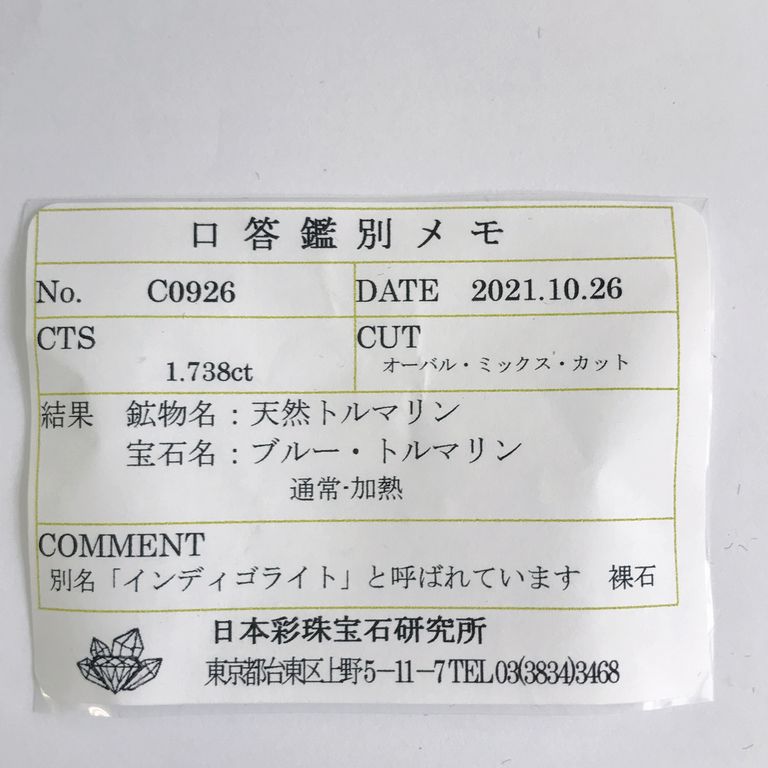 口答鑑別メモ
No. C0926 DATE 2021.10.26
CTS CUT
1.738ct オーバル・ミックス・カット
結果 鉱物名：天然トルマリン
宝石名：ブルー・トルマリン
通常-加熱
COMMENT
別名「インディゴライト」と呼ばれています 裸石
日本彩珠宝石研究所
東京都台東区上野5-11-7 TEL 03(3834)3468